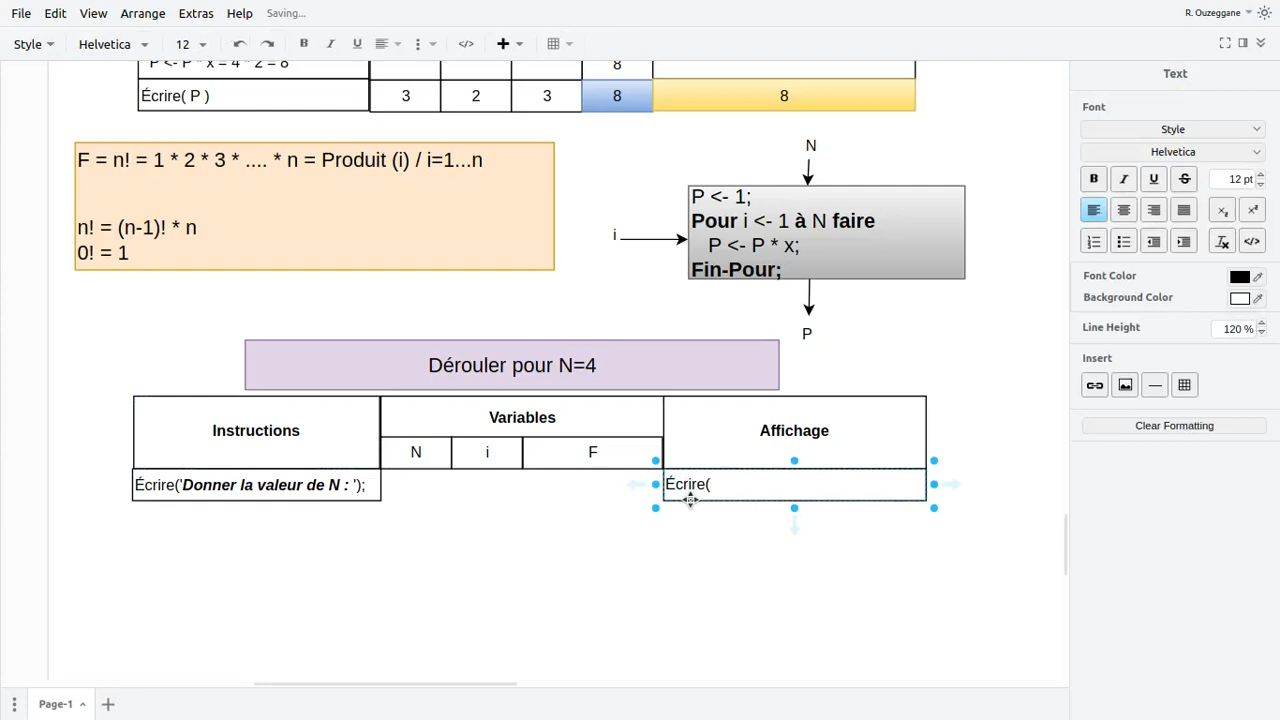 File Edit View Arrange Extras Help Saving... R. Ouzeggane
Style Helvetica 12 B I U </>
Text
P <- P * x = 4 * 2 = 8
8
Écrire( P ) 3 2 3 8 8
Font
Style
Helvetica
B I U S 12 pt
F = n! = 1 * 2 * 3 * .... * n = Produit (i) / i=1...n
n! = (n-1)! * n
0! = 1
N
P <- 1;
Pour i <- 1 à N faire
P <- P * x;
Fin-Pour;
i
P
Font Color
Background Color
Line Height 120 %
Insert
Clear Formatting
Dérouler pour N=4
Instructions Variables Affichage
N i F
Écrire('Donner la valeur de N : '); Écrire(
Page-1